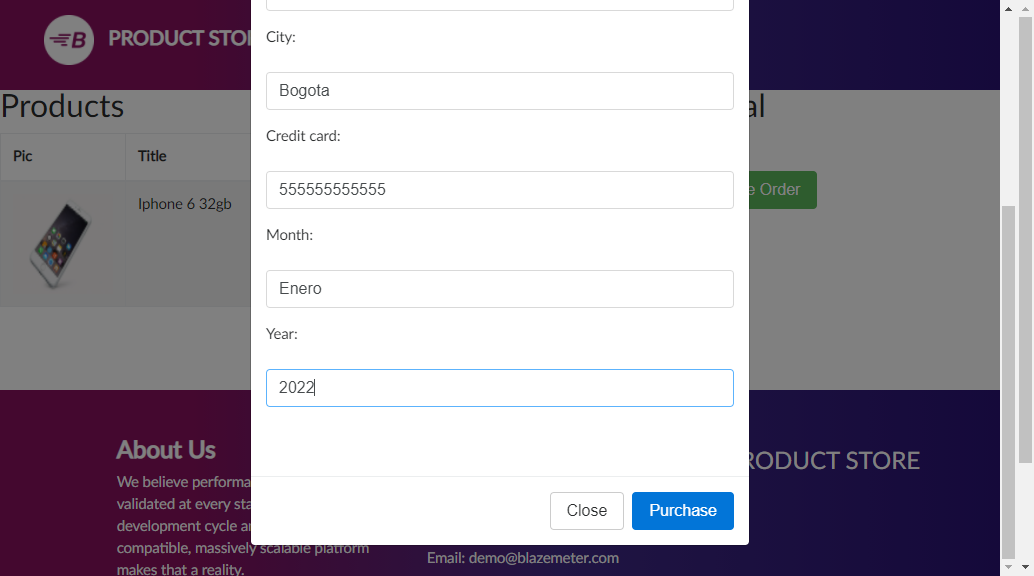 PRODUCT STO
City:
Bogota
Products
al
Credit card:
Pic
Title
555555555555
e Order
Iphone 6 32gb
Month:
Enero
Year:
2022
About Us
We believe performa
validated at every sta
development cycle a
compatible, massively scalable platform
makes that a reality.
RODUCT STORE
Close
Purchase
Email: demo@blazemeter.com